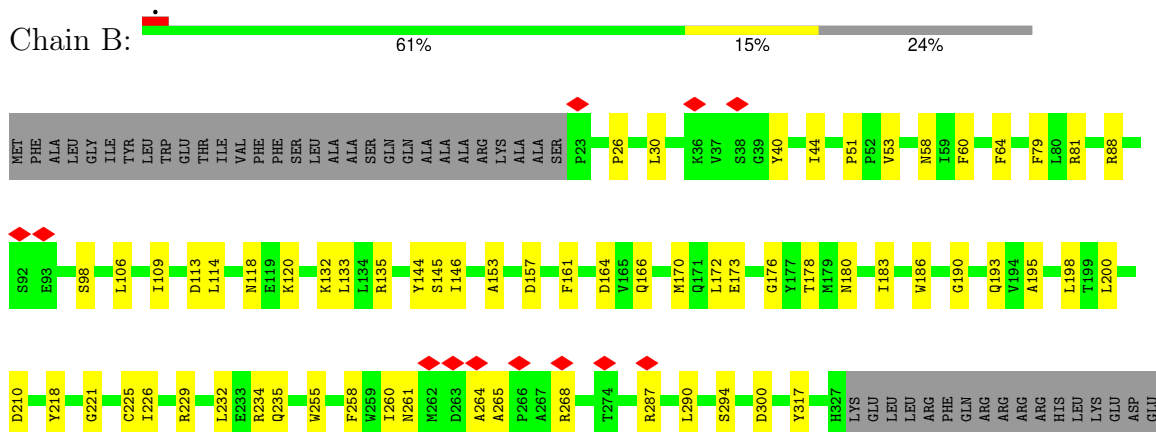 Chain B:
61% 15% 24%
MET PHE ALA LEU GLY ILE TYR LEU TRP GLU THR ILE VAL PHE PHE SER LEU ALA ALA SER GLN GLN ALA ALA ALA ARG LYS ALA ALA SER P23 P26 L30 K36 V37 S38 G39 Y40 I44 P51 P52 V53 N58 I59 F60 F64 F79 L80 R81 R88
S92 E93 S98 L106 I109 D113 L114 N118 E119 K120 K132 L133 L134 R135 Y144 S145 I146 A153 D157 F161 D164 V165 Q166 M170 Q171 L172 E173 G176 Y177 T178 M179 N180 I183 W186 G190 Q193 V194 A195 L198 T199 L200
D210 Y218 G221 C225 I226 R229 L232 E233 R234 Q235 W255 F258 W259 I260 N261 M262 D263 A264 A265 P266 A267 R268 T274 R287 L290 S294 D300 Y317 H327 LYS GLU LEU LEU ARG PHE GLN ARG ARG ARG ARG HIS LEU LYS GLU ASP GLU